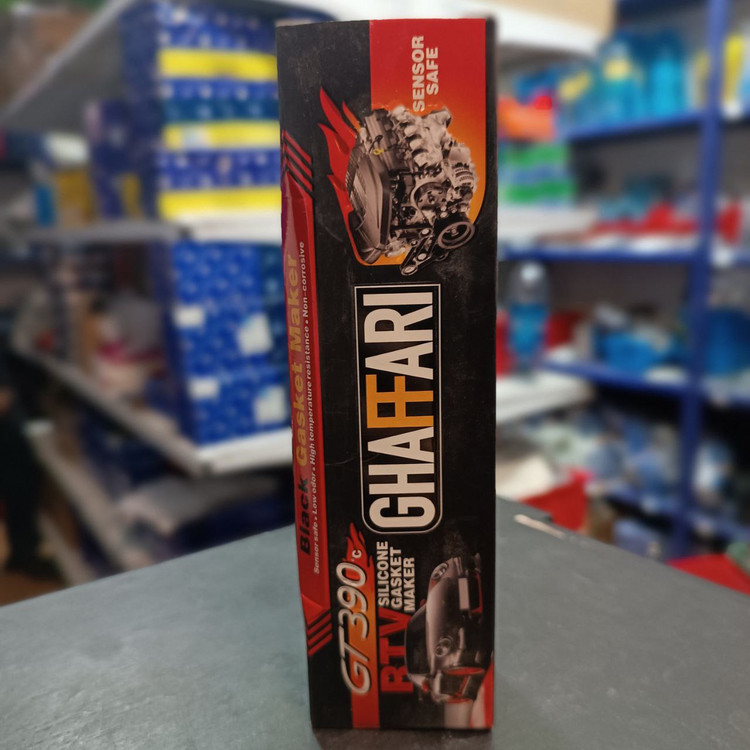 SENSOR
SAFE
GHAFFARI
GT390°C
RTV
SILICONE
GASKET
MAKER
Black Gasket Maker
Sensor safe • Low odor • High temperature resistance • Non-corrosive